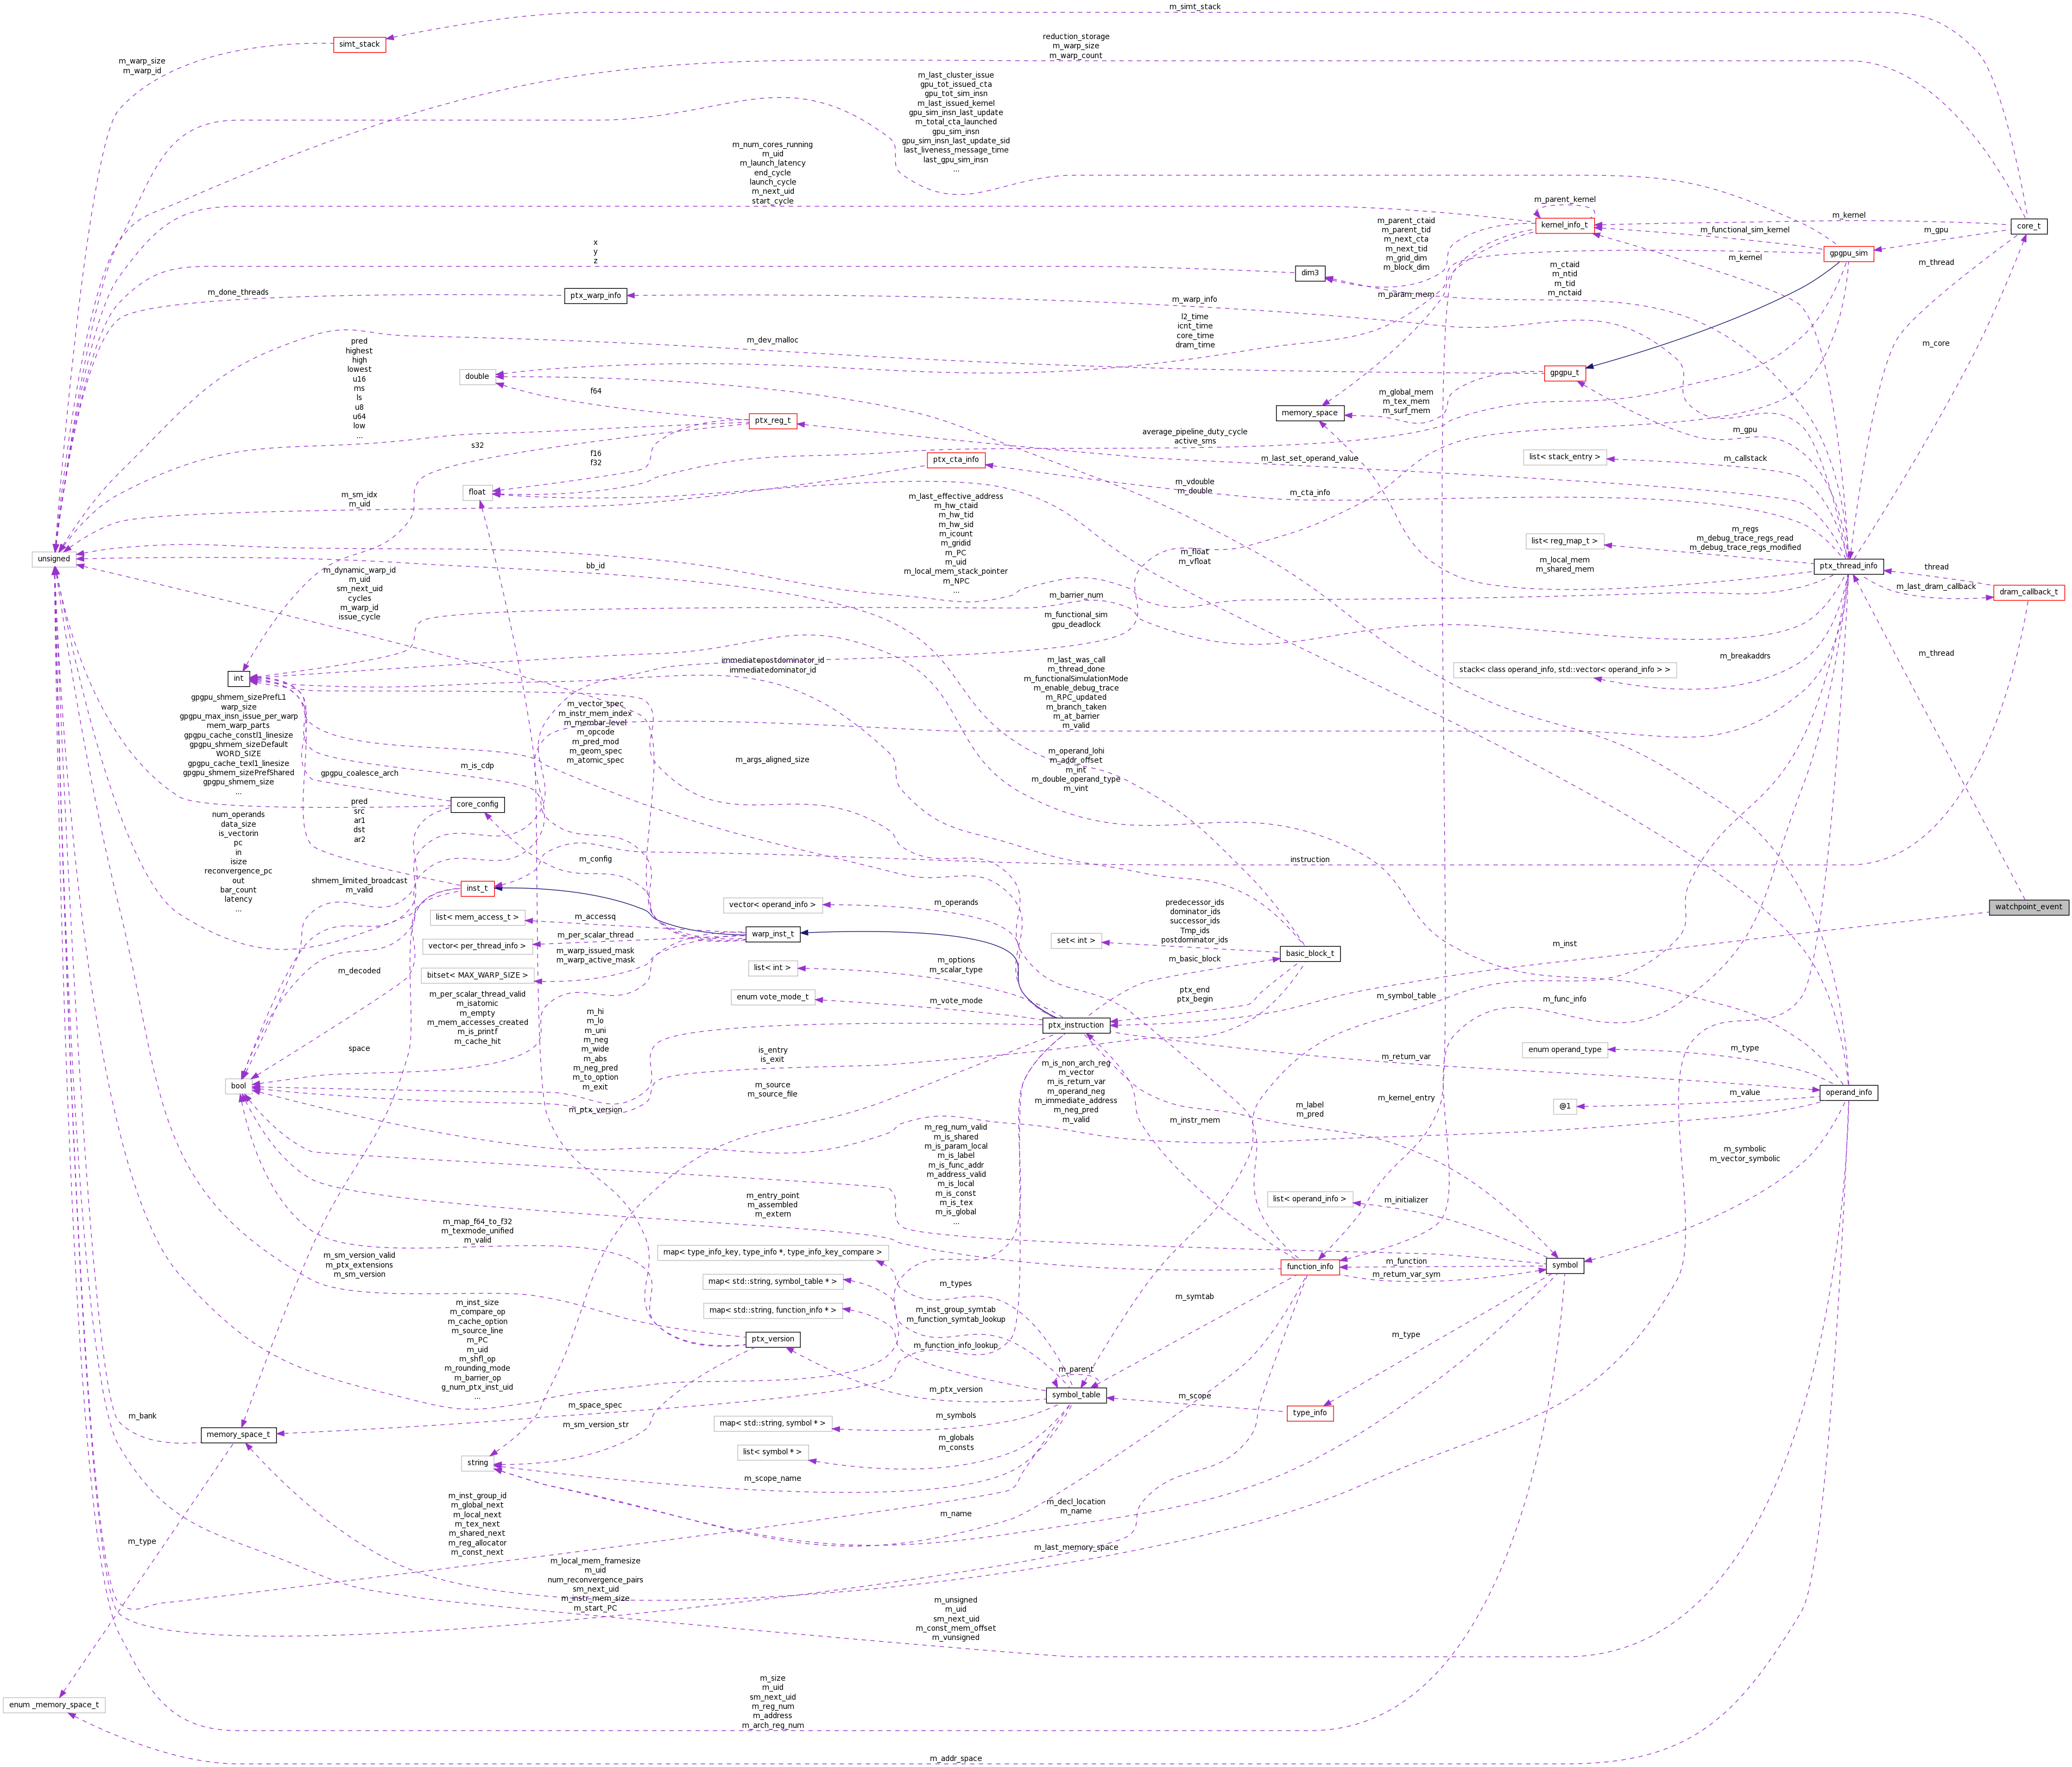 m_simt_stack
simt_stack
reduction_storage
m_warp_size
m_warp_count
m_warp_size
m_warp_id
m_last_cluster_issue
gpu_tot_issued_cta
gpu_tot_sim_insn
m_last_issued_kernel
gpu_sim_insn_last_update
m_total_cta_launched
gpu_sim_insn
gpu_sim_insn_last_update_sid
last_liveness_message_time
last_gpu_sim_insn
...
m_num_cores_running
m_uid
m_launch_latency
end_cycle
launch_cycle
m_next_uid
start_cycle
m_parent_kernel
kernel_info_t
m_kernel
core_t
m_parent_ctaid
m_parent_tid
m_next_cta
m_next_tid
m_grid_dim
m_block_dim
m_functional_sim_kernel
m_gpu
gpgpu_sim
m_kernel
m_thread
x
y
z
dim3
m_ctaid
m_ntid
m_tid
m_nctaid
m_done_threads
ptx_warp_info
m_warp_info
m_param_mem
l2_time
icnt_time
core_time
dram_time
m_dev_malloc
m_core
pred
highest
high
lowest
u16
ms
ls
u8
u64
low
...
double
gpgpu_t
f64
m_global_mem
m_tex_mem
m_surf_mem
memory_space
ptx_reg_t
s32
average_pipeline_duty_cycle
active_sms
m_gpu
f16
f32
ptx_cta_info
m_last_set_operand_value
list< stack_entry >
m_callstack
float
m_sm_idx
m_uid
m_vdouble
m_double
m_cta_info
m_last_effective_address
m_hw_ctaid
m_hw_tid
m_hw_sid
m_icount
m_gridid
m_PC
m_uid
m_local_mem_stack_pointer
m_NPC
...
m_regs
m_debug_trace_regs_read
m_debug_trace_regs_modified
list< reg_map_t >
unsigned
bb_id
m_float
m_vfloat
m_local_mem
m_shared_mem
ptx_thread_info
thread
m_last_dram_callback
dram_callback_t
m_dynamic_warp_id
m_uid
sm_next_uid
cycles
m_warp_id
issue_cycle
m_barrier_num
m_functional_sim
gpu_deadlock
int
immediatepostdominator_id
immediatedominator_id
m_last_was_call
m_thread_done
m_functionalSimulationMode
m_enable_debug_trace
m_RPC_updated
m_branch_taken
m_at_barrier
m_valid
stack< class operand_info, std::vector< operand_info > >
m_breakaddrs
m_thread
gpgpu_shmem_sizePrefL1
warp_size
gpgpu_max_insn_issue_per_warp
mem_warp_parts
gpgpu_cache_constl1_linesize
gpgpu_shmem_sizeDefault
WORD_SIZE
gpgpu_cache_texl1_linesize
gpgpu_shmem_sizePrefShared
gpgpu_shmem_size
...
m_vector_spec
m_instr_mem_index
m_membar_level
m_opcode
m_pred_mod
m_geom_spec
m_atomic_spec
gpgpu_coalesce_arch
m_is_cdp
m_args_aligned_size
m_operand_lohi
m_addr_offset
m_int
m_double_operand_type
m_vint
core_config
pred
src
ar1
dst
ar2
num_operands
data_size
is_vectorin
pc
in
isize
reconvergence_pc
out
bar_count
latency
...
m_config
instruction
shmem_limited_broadcast
m_valid
inst_t
vector< operand_info >
m_operands
predecessor_ids
dominator_ids
successor_ids
Tmp_ids
postdominator_ids
watchpoint_event
list< mem_access_t >
m_accessq
m_per_scalar_thread
vector< per_thread_info >
warp_inst_t
set< int >
m_inst
m_warp_issued_mask
m_warp_active_mask
basic_block_t
m_decoded
bitset< MAX_WARP_SIZE >
list< int >
m_options
m_scalar_type
m_basic_block
m_per_scalar_thread_valid
m_isatomic
m_empty
m_mem_accesses_created
m_is_printf
m_cache_hit
enum vote_mode_t
m_vote_mode
ptx_end
ptx_begin
m_symbol_table
m_func_info
m_hi
m_lo
m_uni
m_neg
m_wide
m_abs
m_neg_pred
m_to_option
m_exit
ptx_instruction
space
is_entry
is_exit
m_return_var
enum operand_type
m_type
bool
m_source
m_source_file
m_is_non_arch_reg
m_vector
m_is_return_var
m_operand_neg
m_immediate_address
m_neg_pred
m_valid
m_kernel_entry
@1
m_value
operand_info
m_ptx_version
m_instr_mem
m_label
m_pred
m_reg_num_valid
m_is_shared
m_is_param_local
m_is_label
m_is_func_addr
m_address_valid
m_is_local
m_is_const
m_is_tex
m_is_global
...
m_symbolic
m_vector_symbolic
m_entry_point
m_assembled
m_extern
list< operand_info >
m_initializer
m_map_f64_to_f32
m_texmode_unified
m_valid
map< type_info_key, type_info *, type_info_key_compare >
m_sm_version_valid
m_ptx_extensions
m_sm_version
function_info
m_function
m_return_var_sym
symbol
map< std::string, symbol_table * >
m_types
m_symtab
m_inst_size
m_compare_op
m_cache_option
m_source_line
m_PC
m_uid
m_shfl_op
m_rounding_mode
m_barrier_op
g_num_ptx_inst_uid
...
map< std::string, function_info * >
m_inst_group_symtab
m_function_symtab_lookup
ptx_version
m_function_info_lookup
m_type
m_parent
m_ptx_version
symbol_table
m_scope
type_info
m_space_spec
m_bank
memory_space_t
m_sm_version_str
map< std::string, symbol * >
m_symbols
list< symbol * >
m_globals
m_consts
string
m_scope_name
m_inst_group_id
m_global_next
m_local_next
m_tex_next
m_shared_next
m_reg_allocator
m_const_next
m_name
m_decl_location
m_name
m_type
m_last_memory_space
m_local_mem_framesize
m_uid
num_reconvergence_pairs
sm_next_uid
m_instr_mem_size
m_start_PC
m_unsigned
m_uid
sm_next_uid
m_const_mem_offset
m_vunsigned
enum _memory_space_t
m_size
m_uid
sm_next_uid
m_reg_num
m_address
m_arch_reg_num
m_addr_space